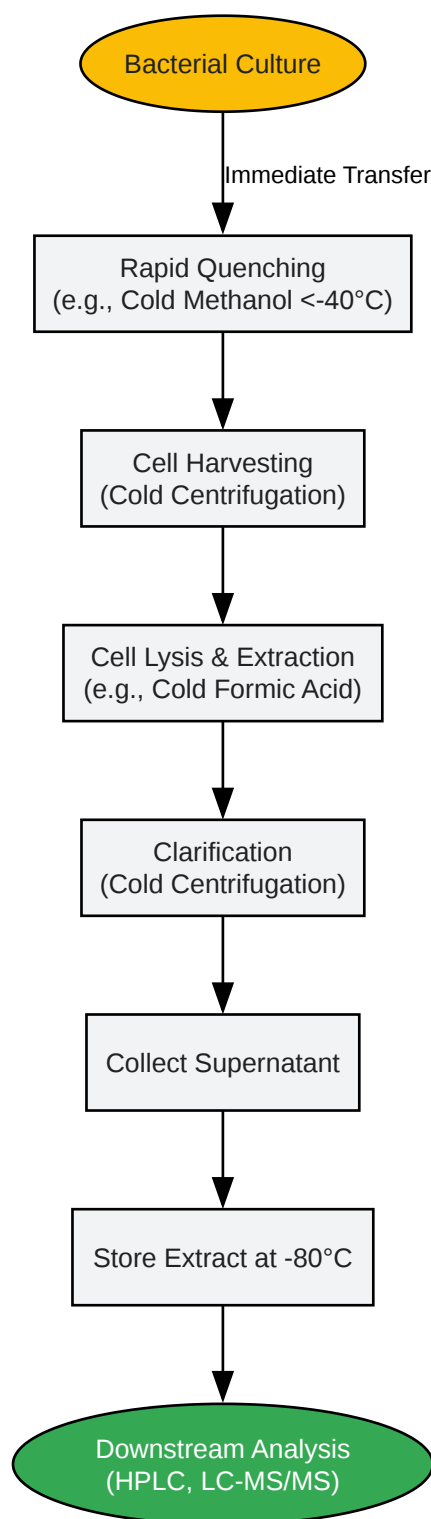 Bacterial Culture
Immediate Transfer
Rapid Quenching
(e.g., Cold Methanol <-40°C)
Cell Harvesting
(Cold Centrifugation)
Cell Lysis & Extraction
(e.g., Cold Formic Acid)
Clarification
(Cold Centrifugation)
Collect Supernatant
Store Extract at -80°C
Downstream Analysis
(HPLC, LC-MS/MS)